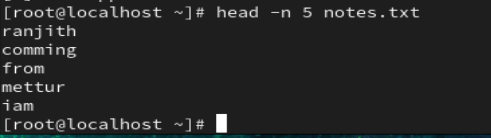 [root@localhost ~]# head -n 5 notes.txt
ranjith
comming
from
mettur
iam
[root@localhost ~]#